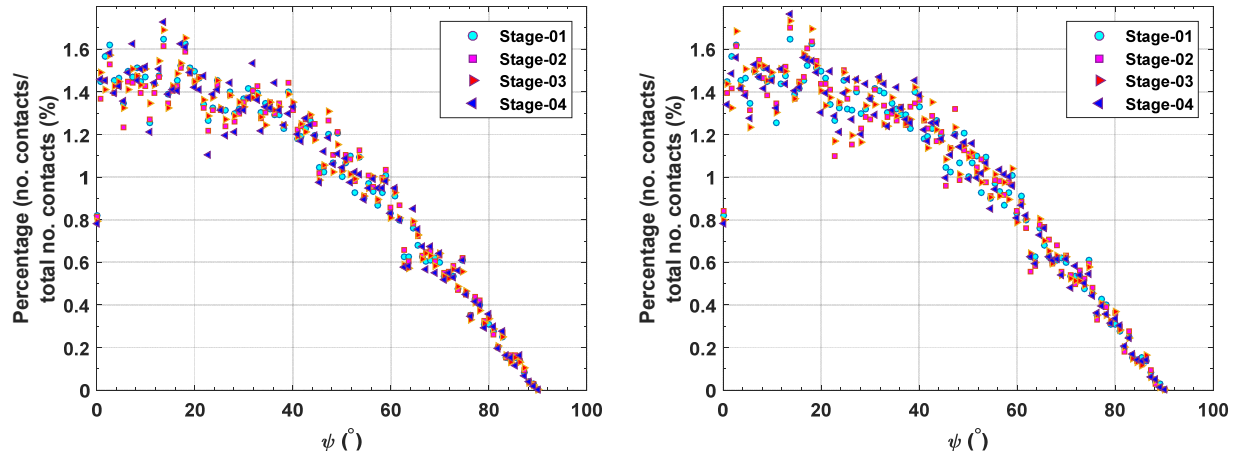 Percentage (no. contacts/
total no. contacts (%)
1.6
1.4
1.2
1
0.8
0.6
0.4
0.2
0
0 20 40 60 80 100
ψ (°)
Stage-01
Stage-02
Stage-03
Stage-04
Percentage (no. contacts/
total no. contacts (%)
1.6
1.4
1.2
1
0.8
0.6
0.4
0.2
0
0 20 40 60 80 100
ψ (°)
Stage-01
Stage-02
Stage-03
Stage-04